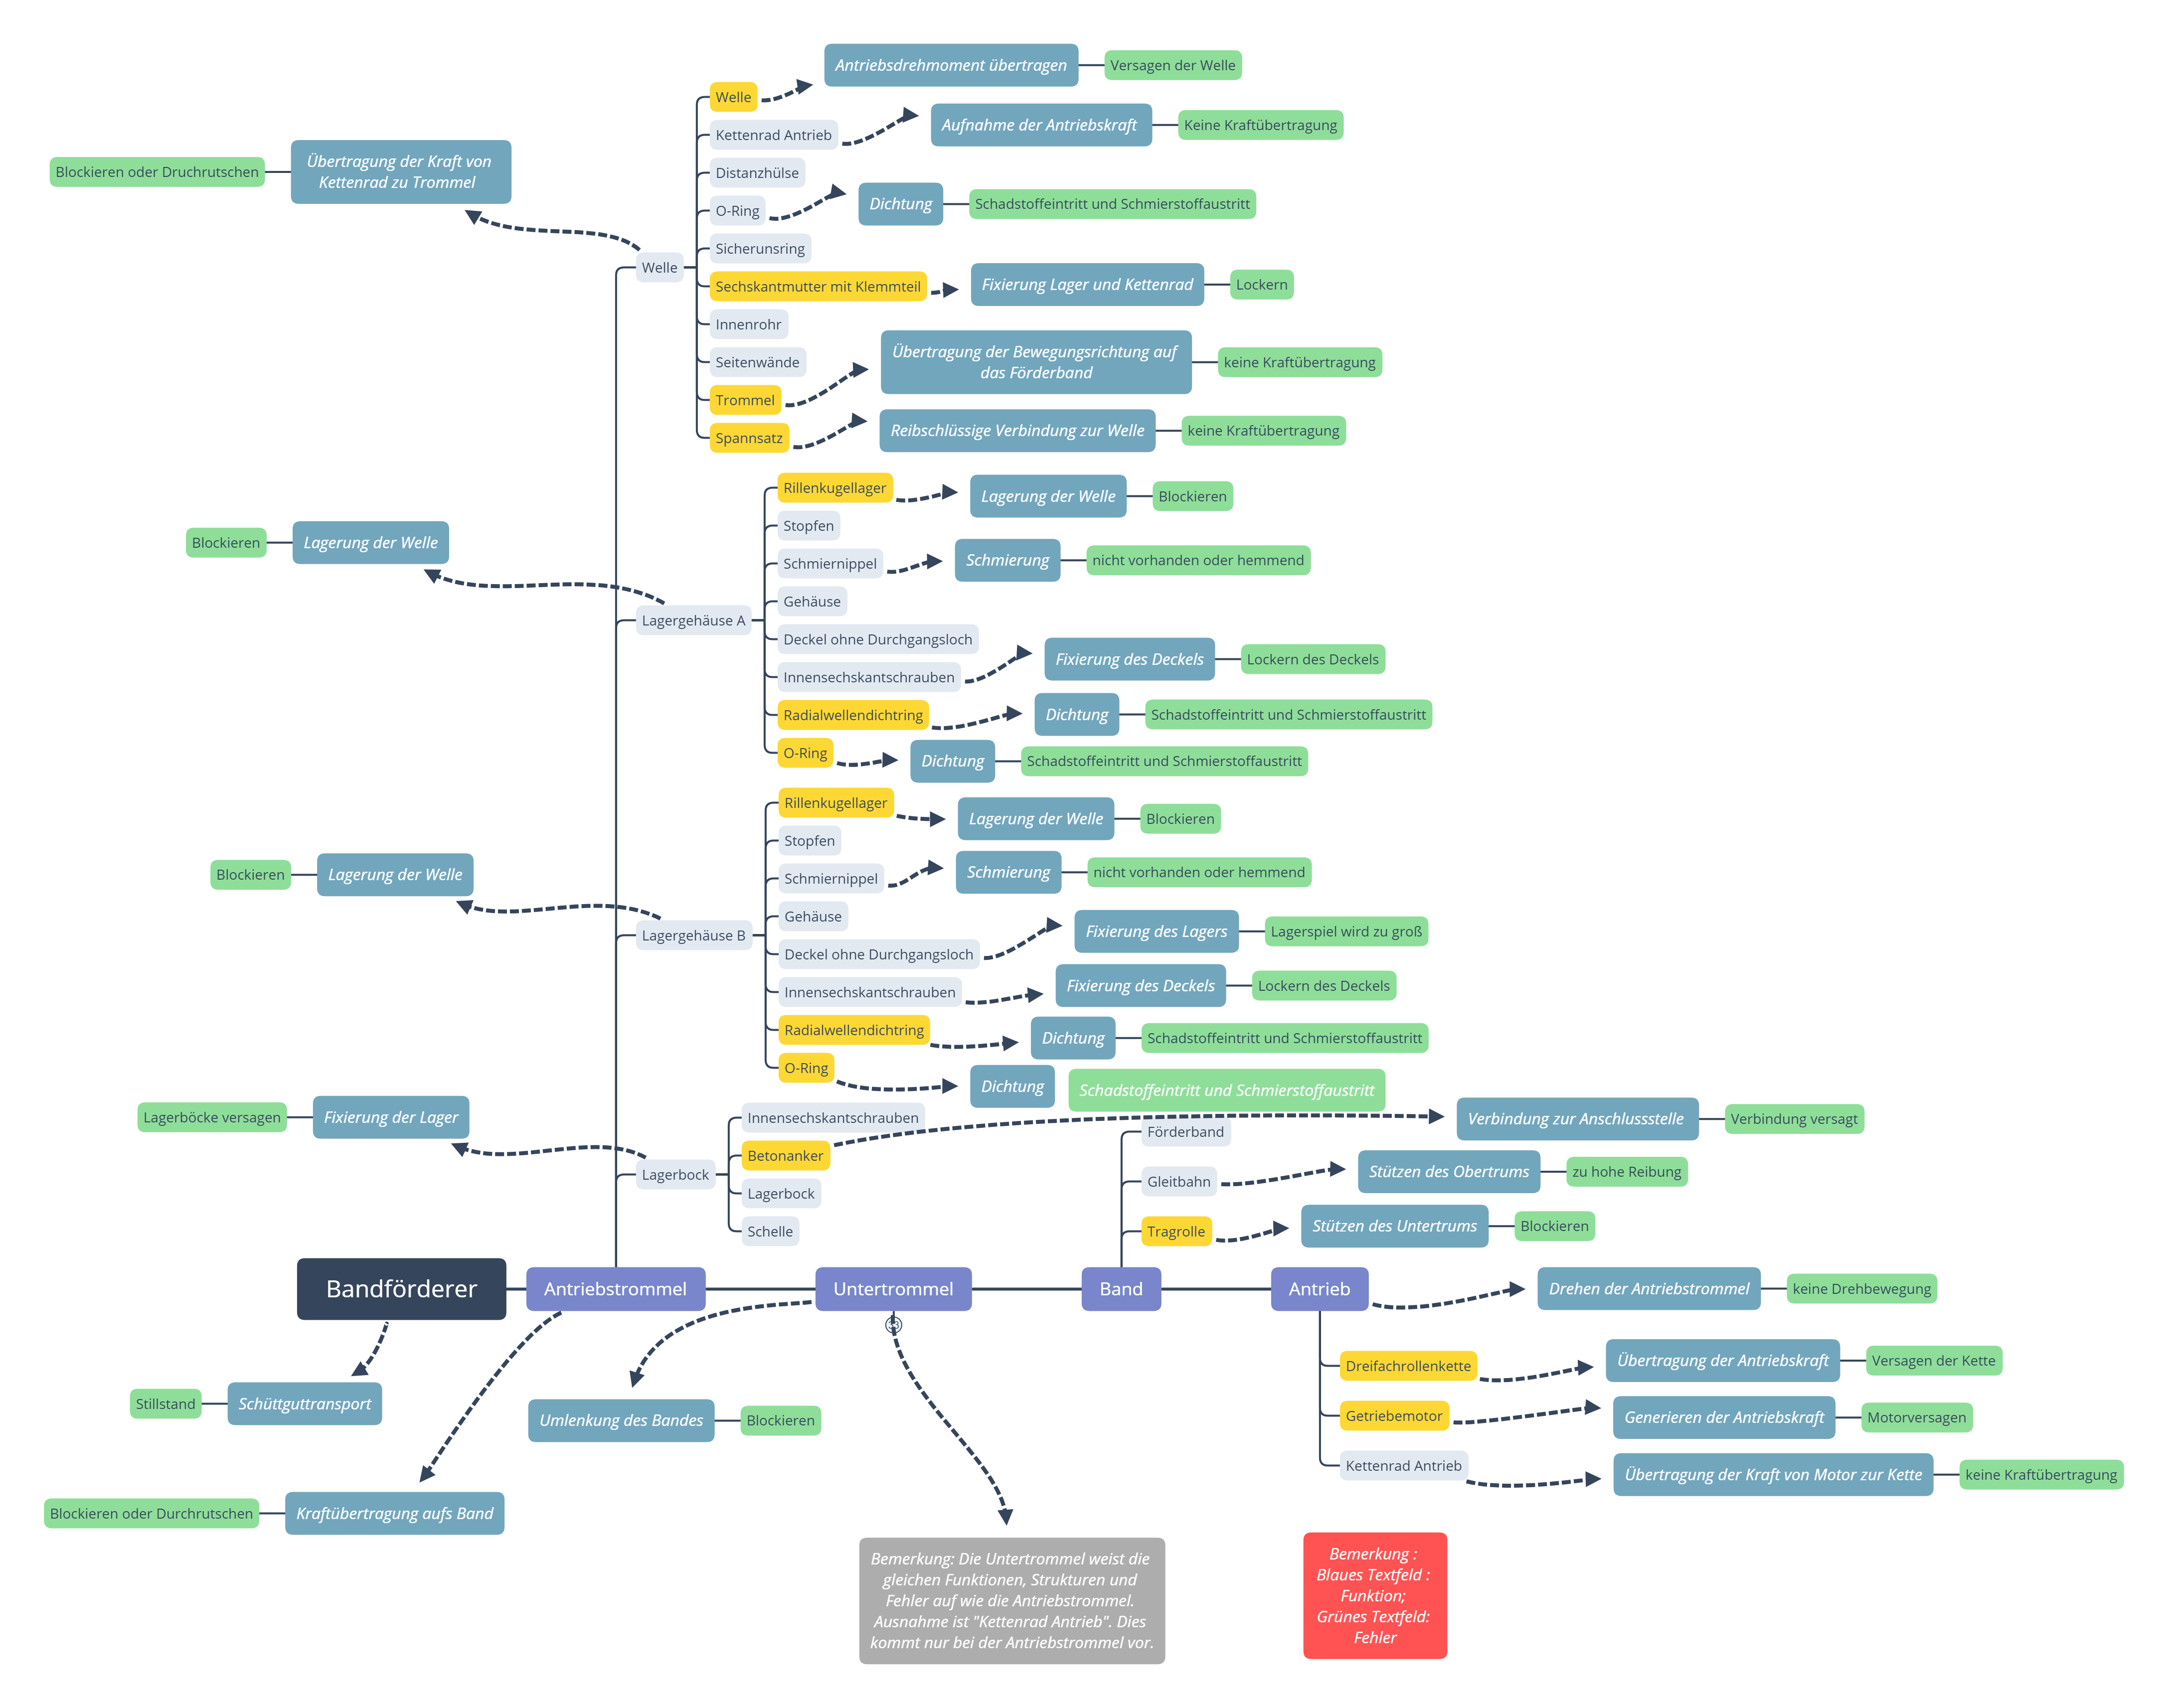 Antriebsdrehmoment übertragen
Versagen der Welle
Welle
Aufnahme der Antriebskraft
Keine Kraftübertragung
Kettenrad Antrieb
Blockieren oder Druchrutschen
Übertragung der Kraft von
Kettenrad zu Trommel
Distanzhülse
O-Ring
Dichtung
Schadstoffeintritt und Schmierstoffaustritt
Sicherunsring
Welle
Sechskantmutter mit Klemmteil
Fixierung Lager und Kettenrad
Lockern
Innenrohr
Seitenwände
Übertragung der Bewegungsrichtung auf
das Förderband
keine Kraftübertragung
Trommel
Spannsatz
Reibschlüssige Verbindung zur Welle
keine Kraftübertragung
Rillenkugellager
Lagerung der Welle
Blockieren
Stopfen
Blockieren
Lagerung der Welle
Schmiernippel
Schmierung
nicht vorhanden oder hemmend
Gehäuse
Lagergehäuse A
Deckel ohne Durchgangsloch
Innensechskantschrauben
Fixierung des Deckels
Lockern des Deckels
Radialwellendichtring
Dichtung
Schadstoffeintritt und Schmierstoffaustritt
O-Ring
Dichtung
Schadstoffeintritt und Schmierstoffaustritt
Rillenkugellager
Lagerung der Welle
Blockieren
Stopfen
Blockieren
Lagerung der Welle
Schmiernippel
Schmierung
nicht vorhanden oder hemmend
Gehäuse
Lagergehäuse B
Deckel ohne Durchgangsloch
Fixierung des Lagers
Lagerspiel wird zu groß
Innensechskantschrauben
Fixierung des Deckels
Lockern des Deckels
Radialwellendichtring
Dichtung
Schadstoffeintritt und Schmierstoffaustritt
O-Ring
Dichtung
Schadstoffeintritt und Schmierstoffaustritt
Lagerböcke versagen
Fixierung der Lager
Innensechskantschrauben
Verbindung zur Anschlussstelle
Verbindung versagt
Förderband
Betonanker
Lagerbock
Gleitbahn
Stützen des Obertrums
zu hohe Reibung
Lagerbock
Schelle
Tragrolle
Stützen des Untertrums
Blockieren
Bandförderer
Antriebstrommel
Untertrommel
Band
Antrieb
Drehen der Antriebstrommel
keine Drehbewegung
Dreifachrollenkette
Übertragung der Antriebskraft
Versagen der Kette
Stillstand
Schüttguttransport
Umlenkung des Bandes
Blockieren
Getriebemotor
Generieren der Antriebskraft
Motorversagen
Kettenrad Antrieb
Übertragung der Kraft von Motor zur Kette
keine Kraftübertragung
Blockieren oder Durchrutschen
Kraftübertragung aufs Band
Bemerkung: Die Untertrommel weist die
gleichen Funktionen, Strukturen und
Fehler auf wie die Antriebstrommel.
Ausnahme ist "Kettenrad Antrieb". Dies
kommt nur bei der Antriebstrommel vor.
Bemerkung :
Blaues Textfeld :
Funktion;
Grünes Textfeld:
Fehler